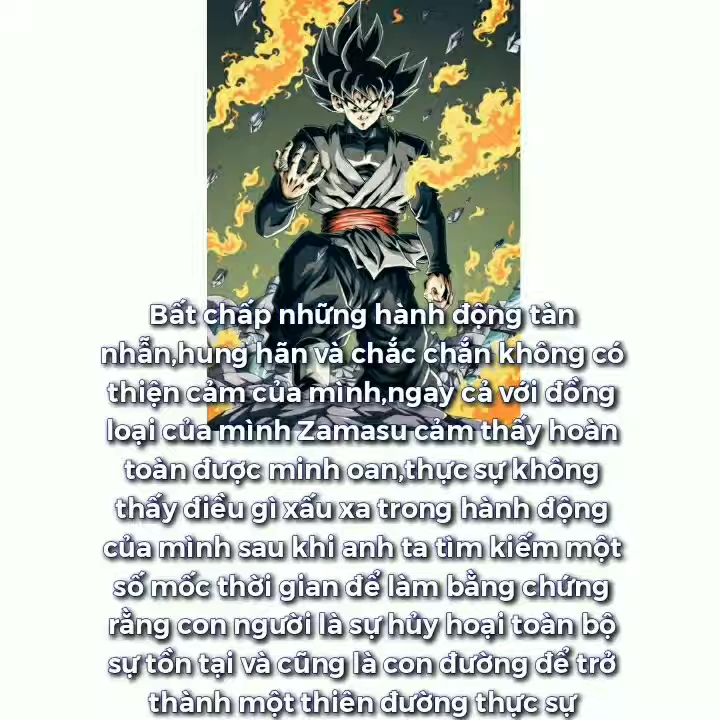 Bất chấp những hành động tàn
nhẫn,hung hãn và chắc chắn không có
thiện cảm của mình,ngay cả với đồng
loại của mình Zamasu cảm thấy hoàn
toàn được minh oan,thực sự không
thấy điều gì xấu xa trong hành động
của mình sau khi anh ta tìm kiếm một
số mốc thời gian để làm bằng chứng
rằng con người là sự hủy hoại toàn bộ
sự tồn tại và cũng là con đường để trở
thành một thiên đường thực sự